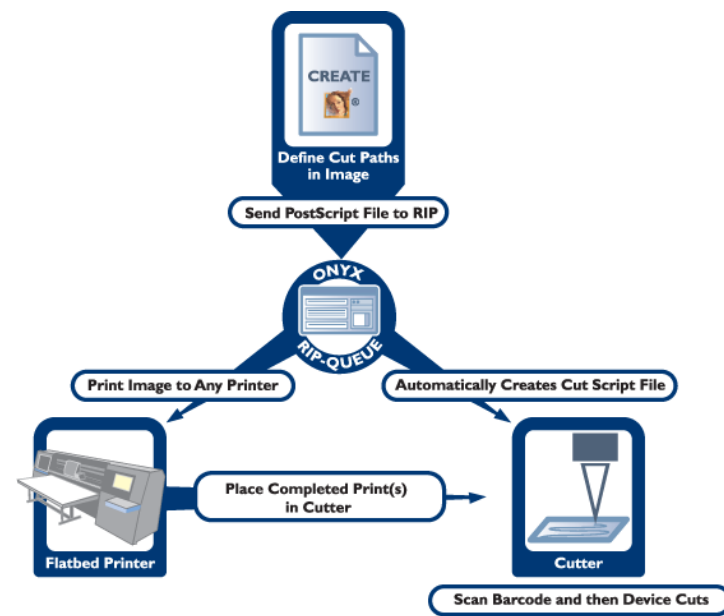 CREATE
®
Define Cut Paths
in Image
Send PostScript File to RIP
ONYX
RIP-QUEUE
Print Image to Any Printer
Automatically Creates Cut Script File
Place Completed Print(s)
in Cutter
Flatbed Printer
Cutter
Scan Barcode and then Device Cuts